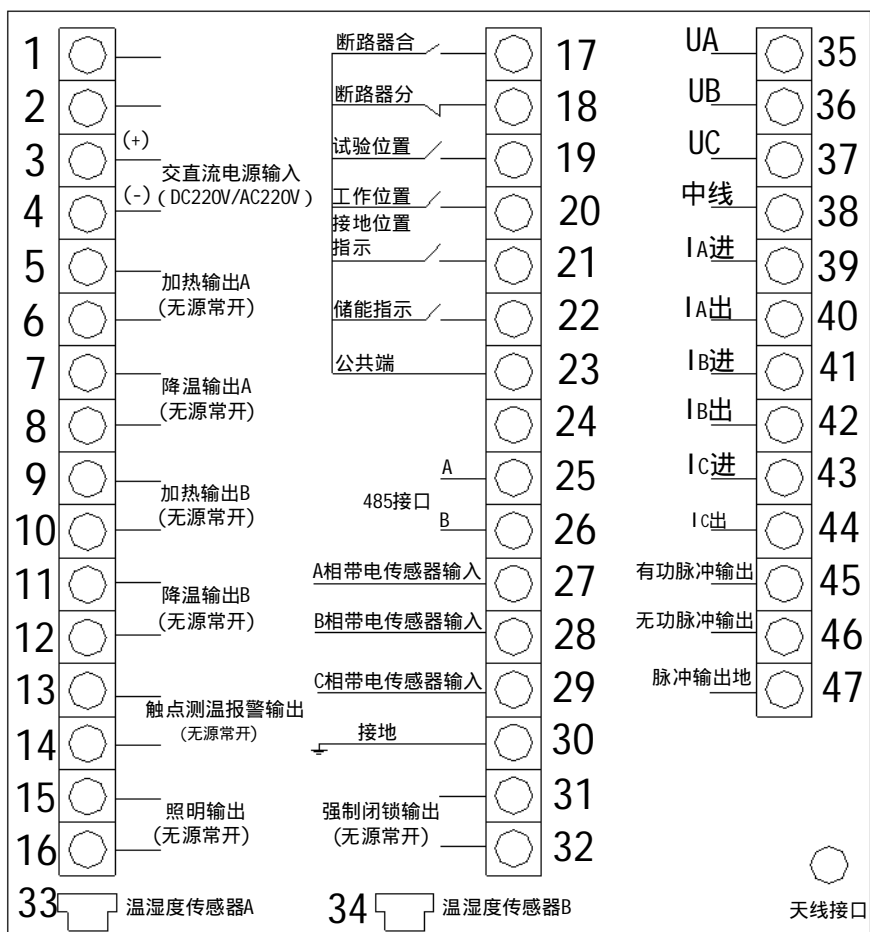 1
2
3 (+)
交直流电源输入
4 (-) (DC220V/AC220V)
5
加热输出A
6 (无源常开)
7
降温输出A
8 (无源常开)
9
加热输出B
10 (无源常开)
11
降温输出B
12 (无源常开)
13
触点测温报警输出
14 (无源常开)
15
照明输出
16 (无源常开)
33 温湿度传感器A
断路器合 17
断路器分 18
试验位置 19
工作位置 20
接地位置
指示 21
储能指示 22
公共端 23
24
A 25
485接口
B 26
A相带电传感器输入 27
B相带电传感器输入 28
C相带电传感器输入 29
接地 30
31
强制闭锁输出
(无源常开) 32
34 温湿度传感器B
UA 35
UB 36
UC 37
中线 38
IA进 39
IA出 40
IB进 41
IB出 42
IC进 43
IC出 44
有功脉冲输出 45
无功脉冲输出 46
脉冲输出地 47
天线接口